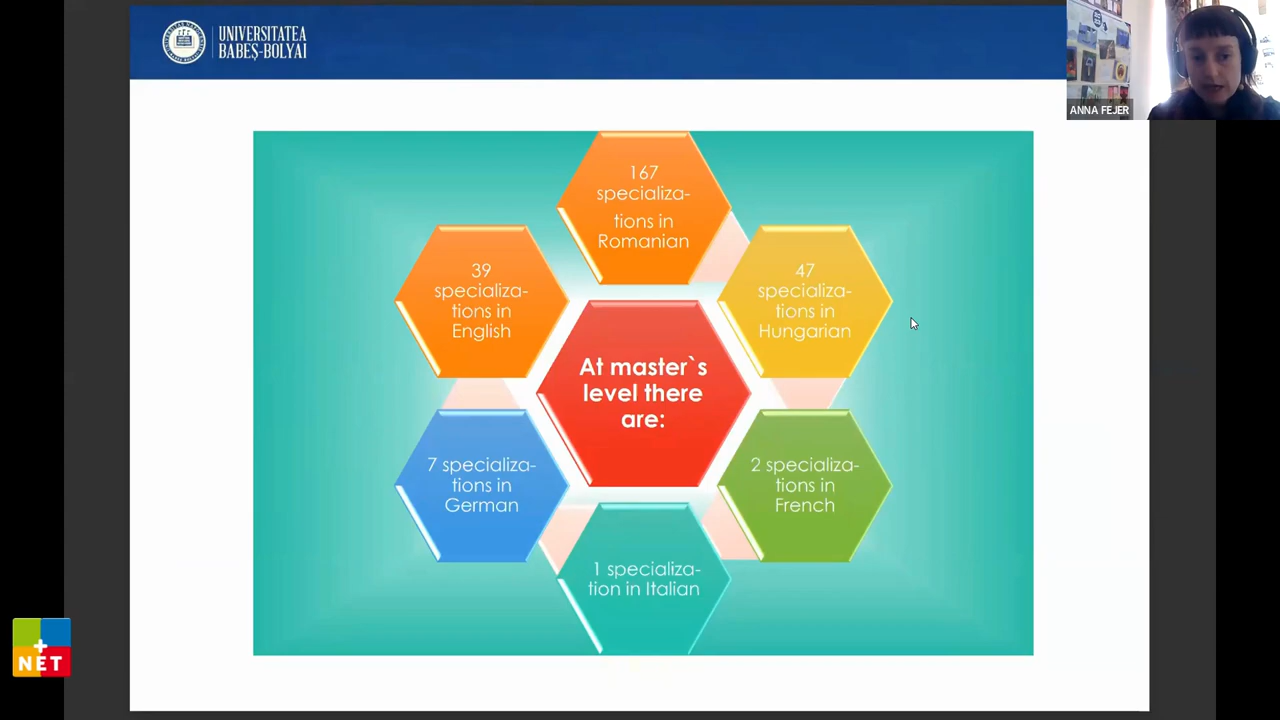 UNIVERSITATEA
BABEȘ-BOLYAI
ANNA FEJER
167
specializa-
tions in
Romanian
39
specializa-
tions in
English
47
specializa-
tions in
Hungarian
At master`s
level there
are:
7 specializa-
tions in
German
2 specializa-
tions in
French
1 specializa-
tion in Italian
+
NET